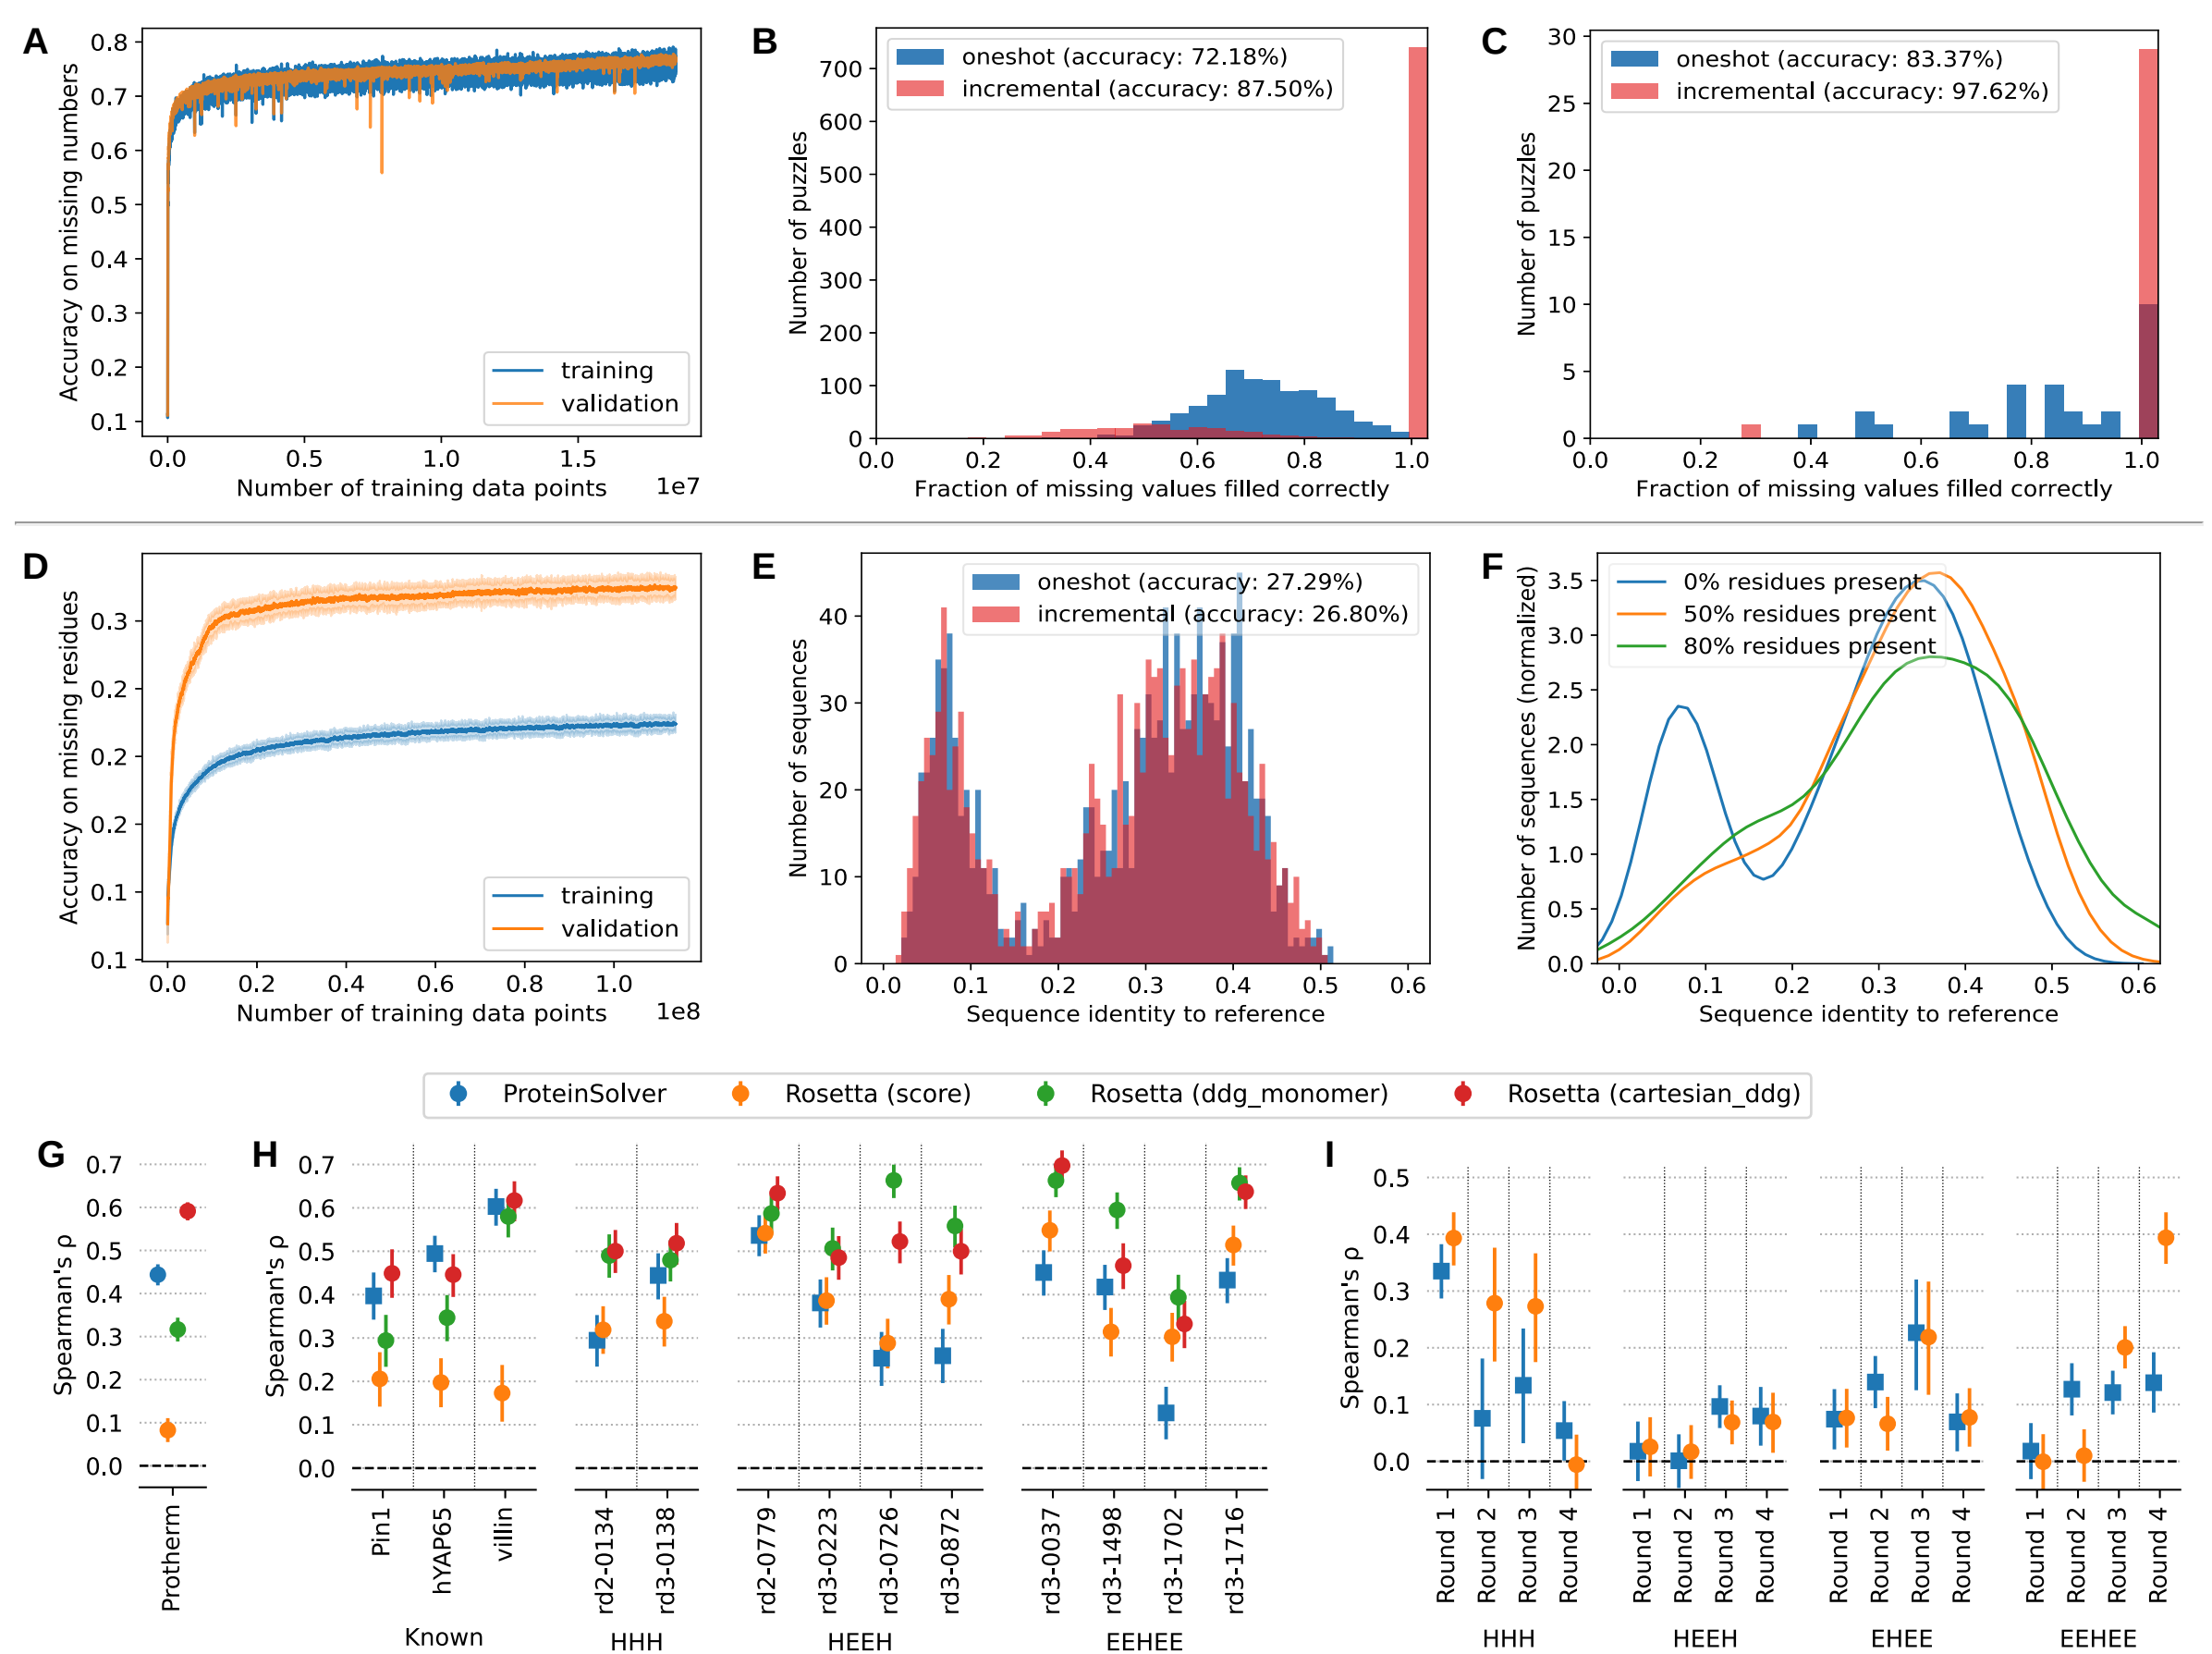 A
Accuracy on missing numbers
0.8
0.7
0.6
0.5
0.4
0.3
0.2
0.1
training
validation
0.0 0.5 1.0 1.5
Number of training data points 1e7
B
Number of puzzles
700
600
500
400
300
200
100
0
oneshot (accuracy: 72.18%)
incremental (accuracy: 87.50%)
0.0 0.2 0.4 0.6 0.8 1.0
Fraction of missing values filled correctly
C
Number of puzzles
30
25
20
15
10
5
0
oneshot (accuracy: 83.37%)
incremental (accuracy: 97.62%)
0.0 0.2 0.4 0.6 0.8 1.0
Fraction of missing values filled correctly
D
Accuracy on missing residues
0.3
0.2
0.2
0.2
0.1
0.1
training
validation
0.0 0.2 0.4 0.6 0.8 1.0
Number of training data points 1e8
E
Number of sequences
40
30
20
10
0
oneshot (accuracy: 27.29%)
incremental (accuracy: 26.80%)
0.0 0.1 0.2 0.3 0.4 0.5 0.6
Sequence identity to reference
F
Number of sequences (normalized)
3.5
3.0
2.5
2.0
1.5
1.0
0.5
0.0
0% residues present
50% residues present
80% residues present
0.0 0.1 0.2 0.3 0.4 0.5 0.6
Sequence identity to reference
ProteinSolver Rosetta (score) Rosetta (ddg_monomer) Rosetta (cartesian_ddg)
G
Spearman's ρ
0.7
0.6
0.5
0.4
0.3
0.2
0.1
0.0
Protherm
H
Spearman's ρ
0.7
0.6
0.5
0.4
0.3
0.2
0.1
0.0
Pin1 hYAP65 villin
Known
rd2-0134 rd3-0138
HHH
rd2-0779 rd3-0223 rd3-0726 rd3-0872
HEEH
rd3-0037 rd3-1498 rd3-1702 rd3-1716
EEHEE
I
Spearman's ρ
0.5
0.4
0.3
0.2
0.1
0.0
Round 1 Round 2 Round 3 Round 4
HHH
Round 1 Round 2 Round 3 Round 4
HEEH
Round 1 Round 2 Round 3 Round 4
EHEE
Round 1 Round 2 Round 3 Round 4
EEHEE